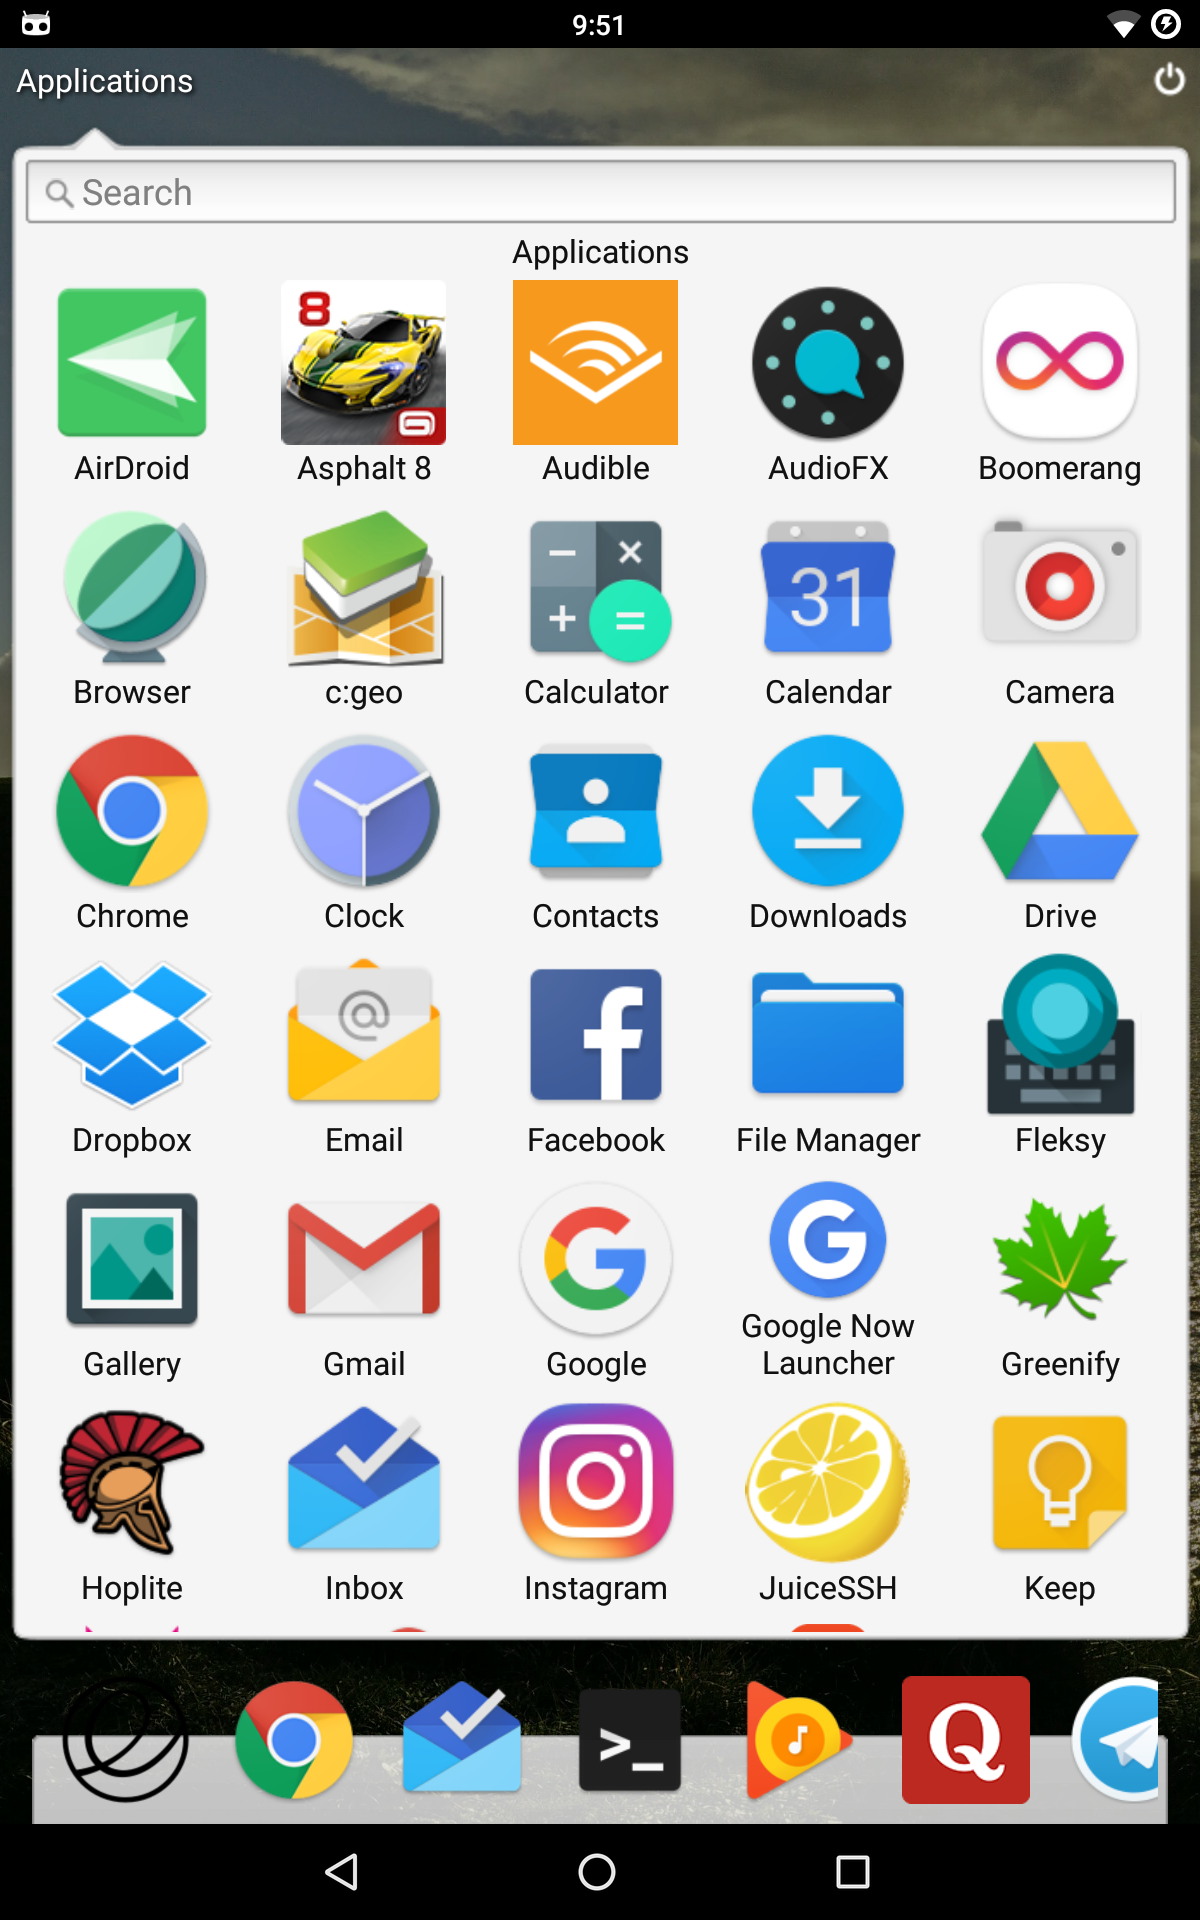 9:51
Applications
Search
Applications
8
AirDroid
Asphalt 8
Audible
AudioFX
Boomerang
31
Browser
c:geo
Calculator
Calendar
Camera
Chrome
Clock
Contacts
Downloads
Drive
@
f
Dropbox
Email
Facebook
File Manager
Fleksy
G
G
Gallery
Gmail
Google
Google Now
Launcher
Greenify
Hoplite
Inbox
Instagram
JuiceSSH
Keep
>_
Q